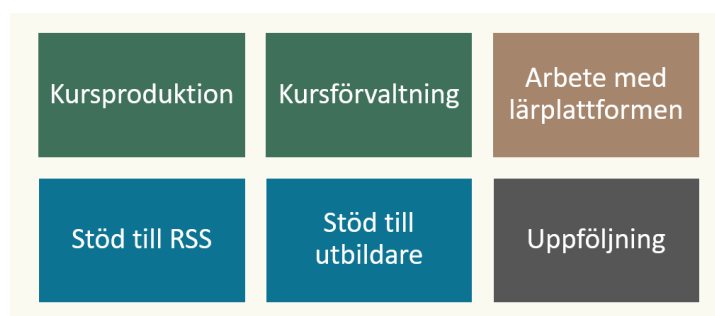 Kursproduktion
Kursförvaltning
Arbete med
lärplattformen
Stöd till RSS
Stöd till
utbildare
Uppföljning